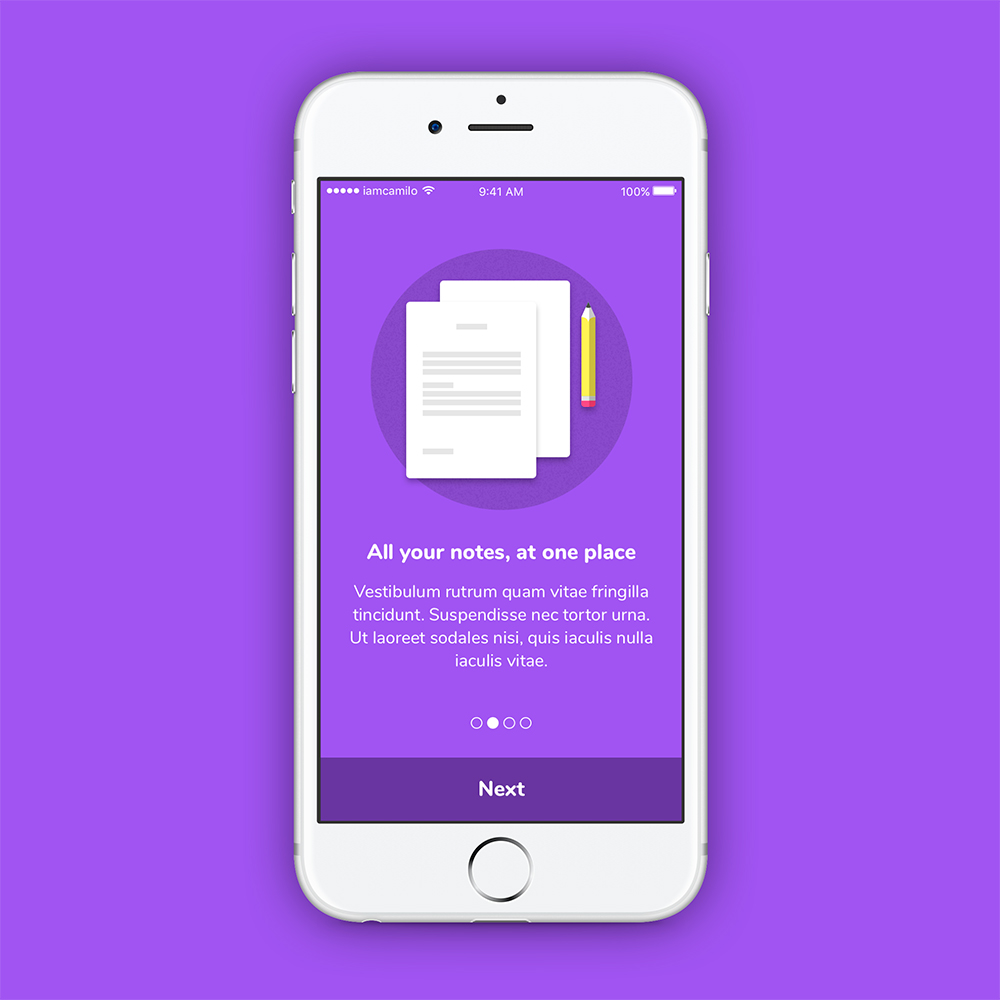 iamcamilo 9:41 AM 100%
All your notes, at one place
Vestibulum rutrum quam vitae fringilla
tincidunt. Suspendisse nec tortor urna.
Ut laoreet sodales nisi, quis iaculis nulla
iaculis vitae.
Next